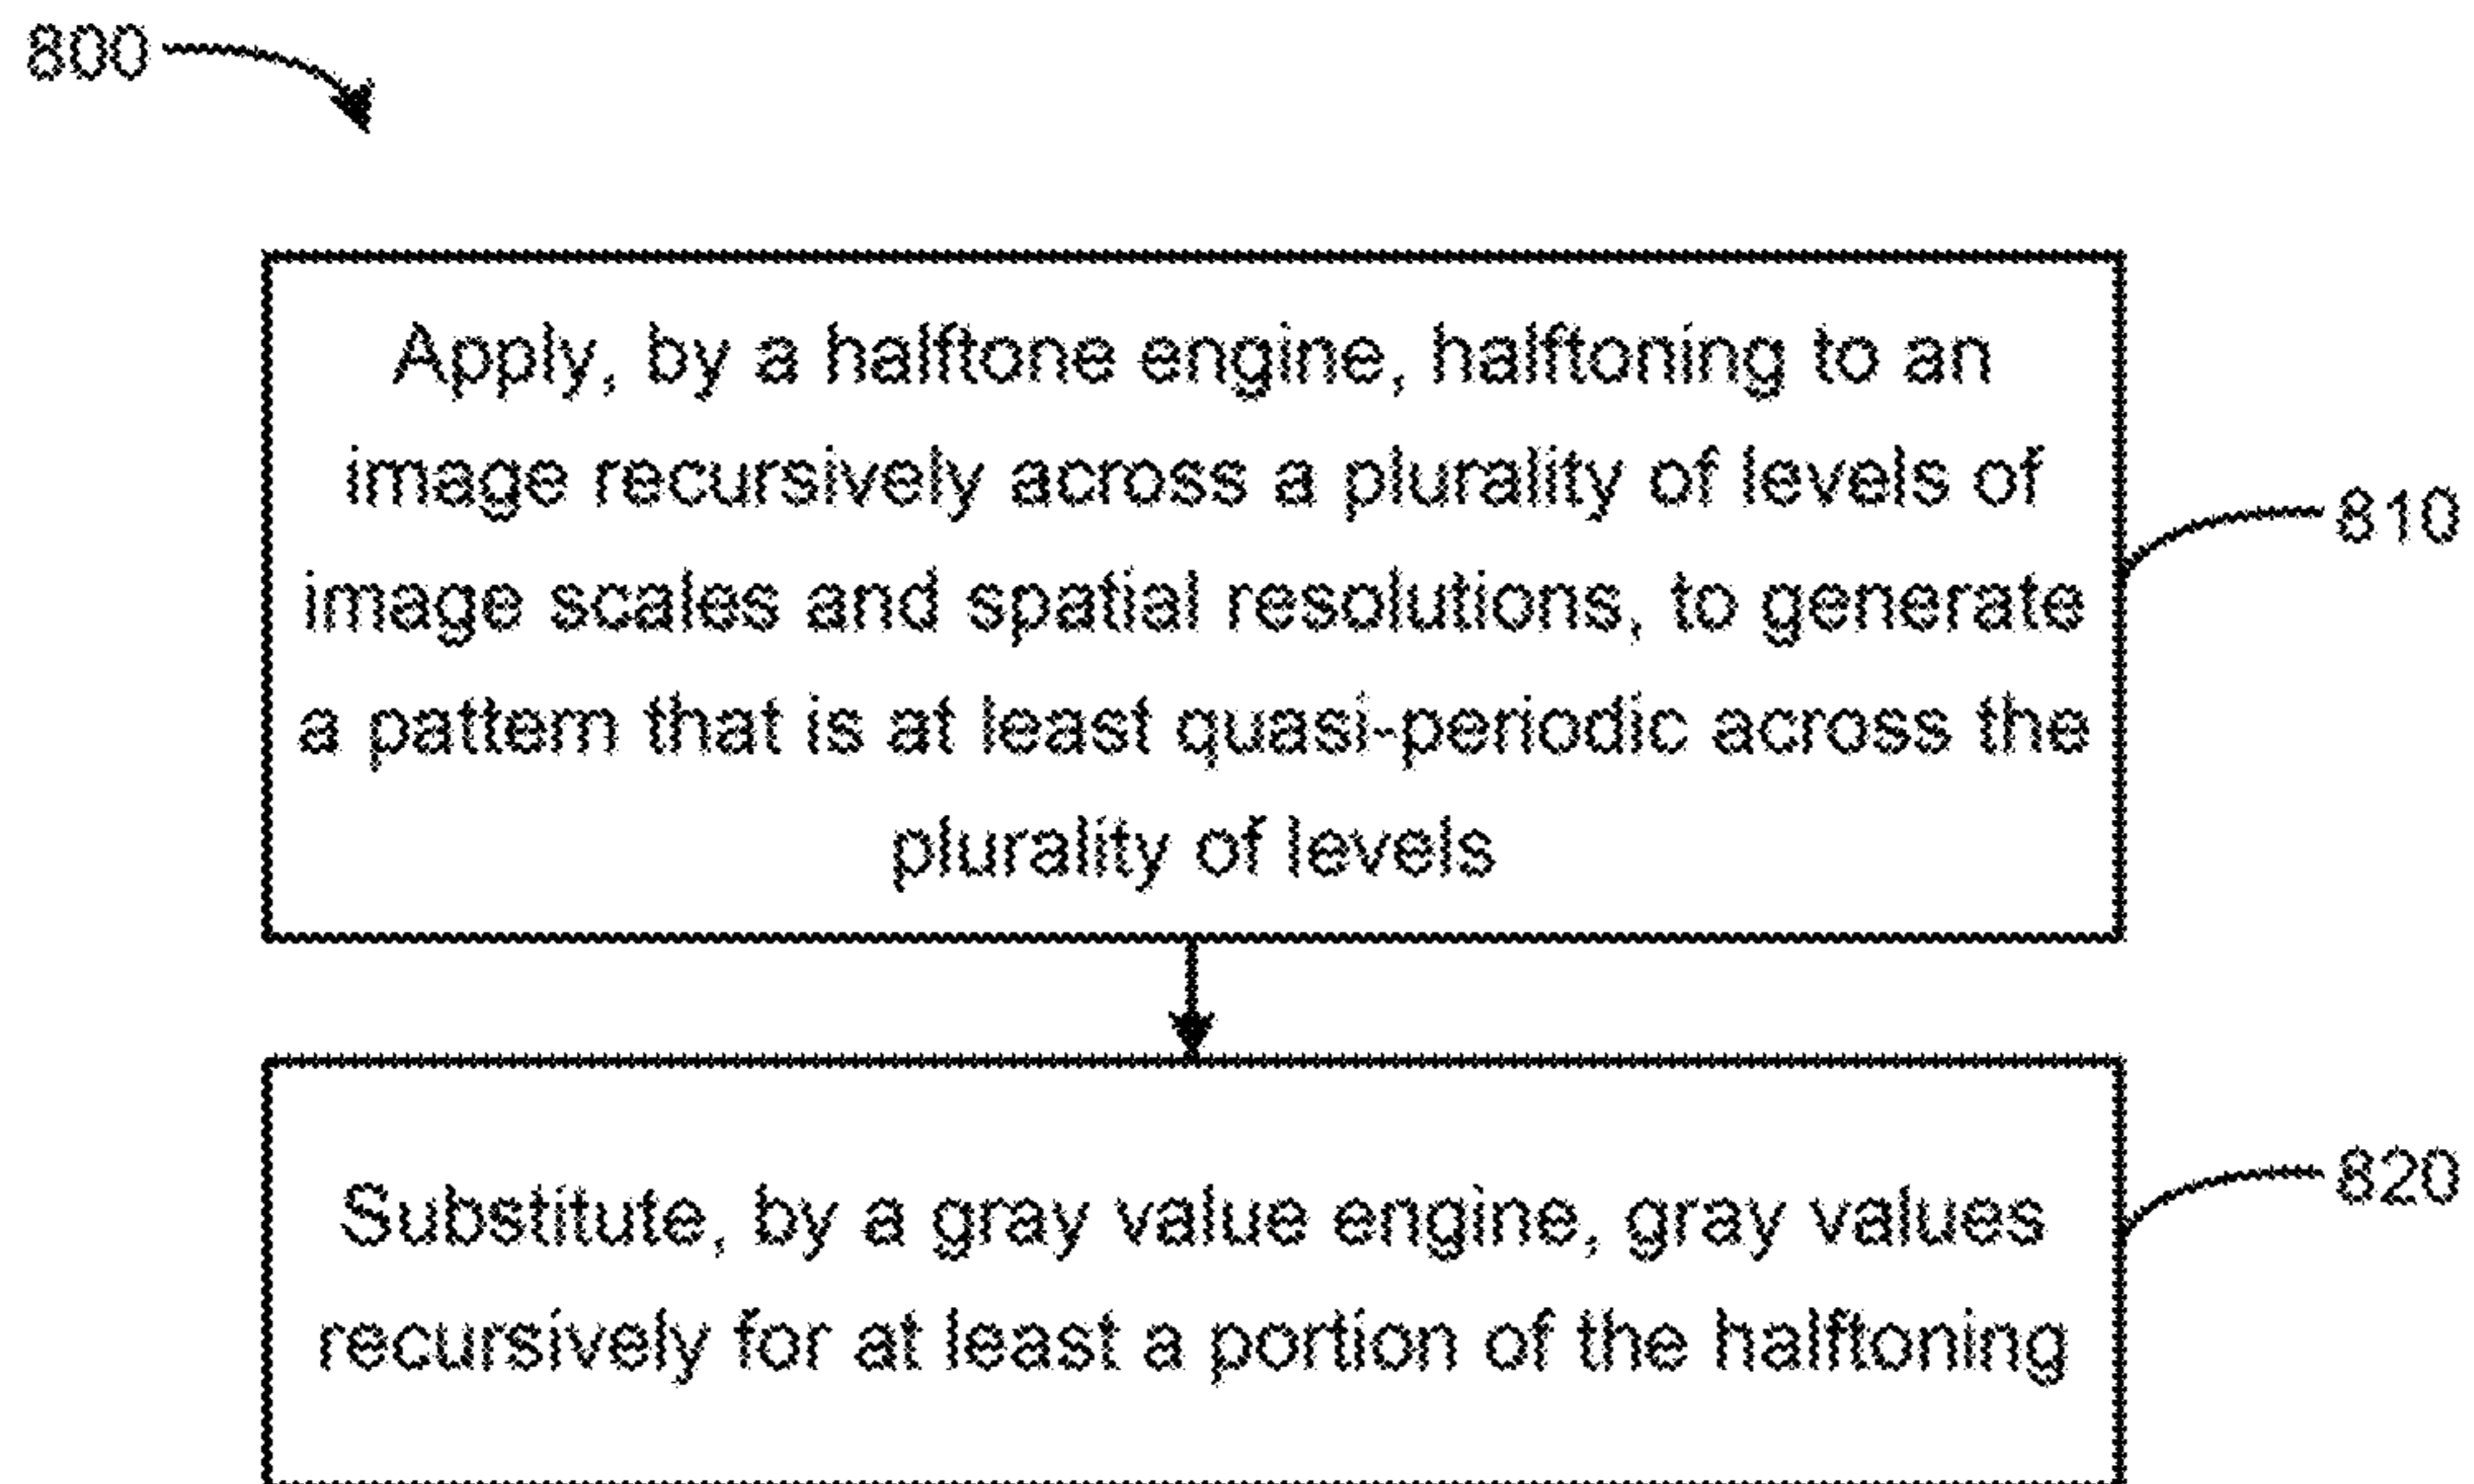 800
Apply, by a halftone engine, halftoning to an
image recursively across a plurality of levels of
image scales and spatial resolutions, to generate
a pattern that is at least quasi-periodic across the
plurality of levels
810
Substitute, by a gray value engine, gray values
recursively for at least a portion of the halftoning
820